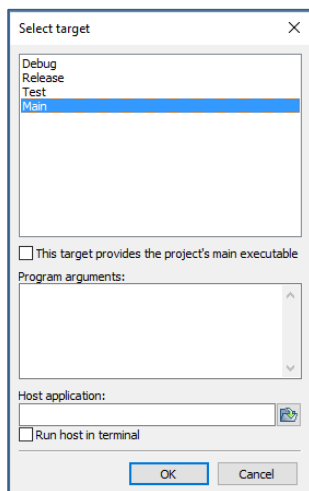 Select target
Debug
Release
Test
Main
This target provides the project's main executable
Program arguments:
Host application:
Run host in terminal
OK
Cancel